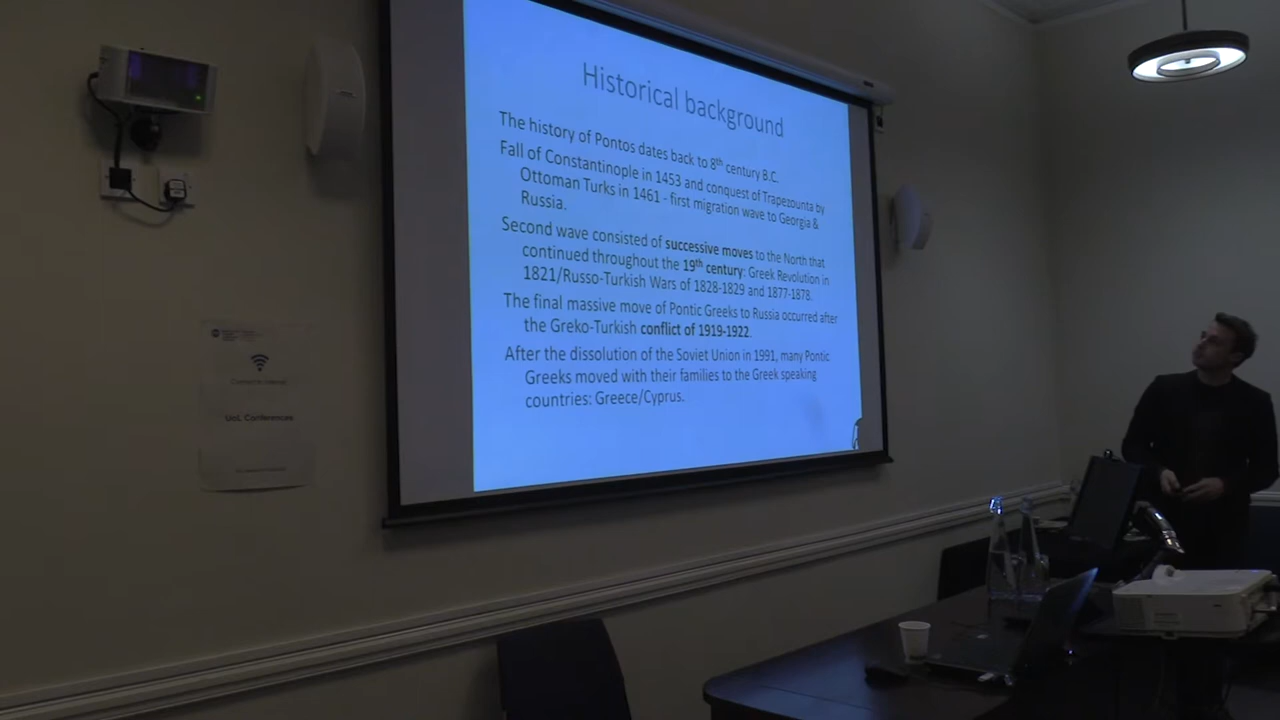 Historical background
The history of Pontos dates back to 8th century B.C.
Fall of Constantinople in 1453 and conquest of Trapezounta by
Ottoman Turks in 1461 - first migration wave to Georgia &
Russia.
Second wave consisted of successive moves to the North that
continued throughout the 19th century: Greek Revolution in
1821/Russo-Turkish Wars of 1828-1829 and 1877-1878.
The final massive move of Pontic Greeks to Russia occurred after
the Greko-Turkish conflict of 1919-1922.
After the dissolution of the Soviet Union in 1991, many Pontic
Greeks moved with their families to the Greek speaking
countries: Greece/Cyprus.
UoL Conferences